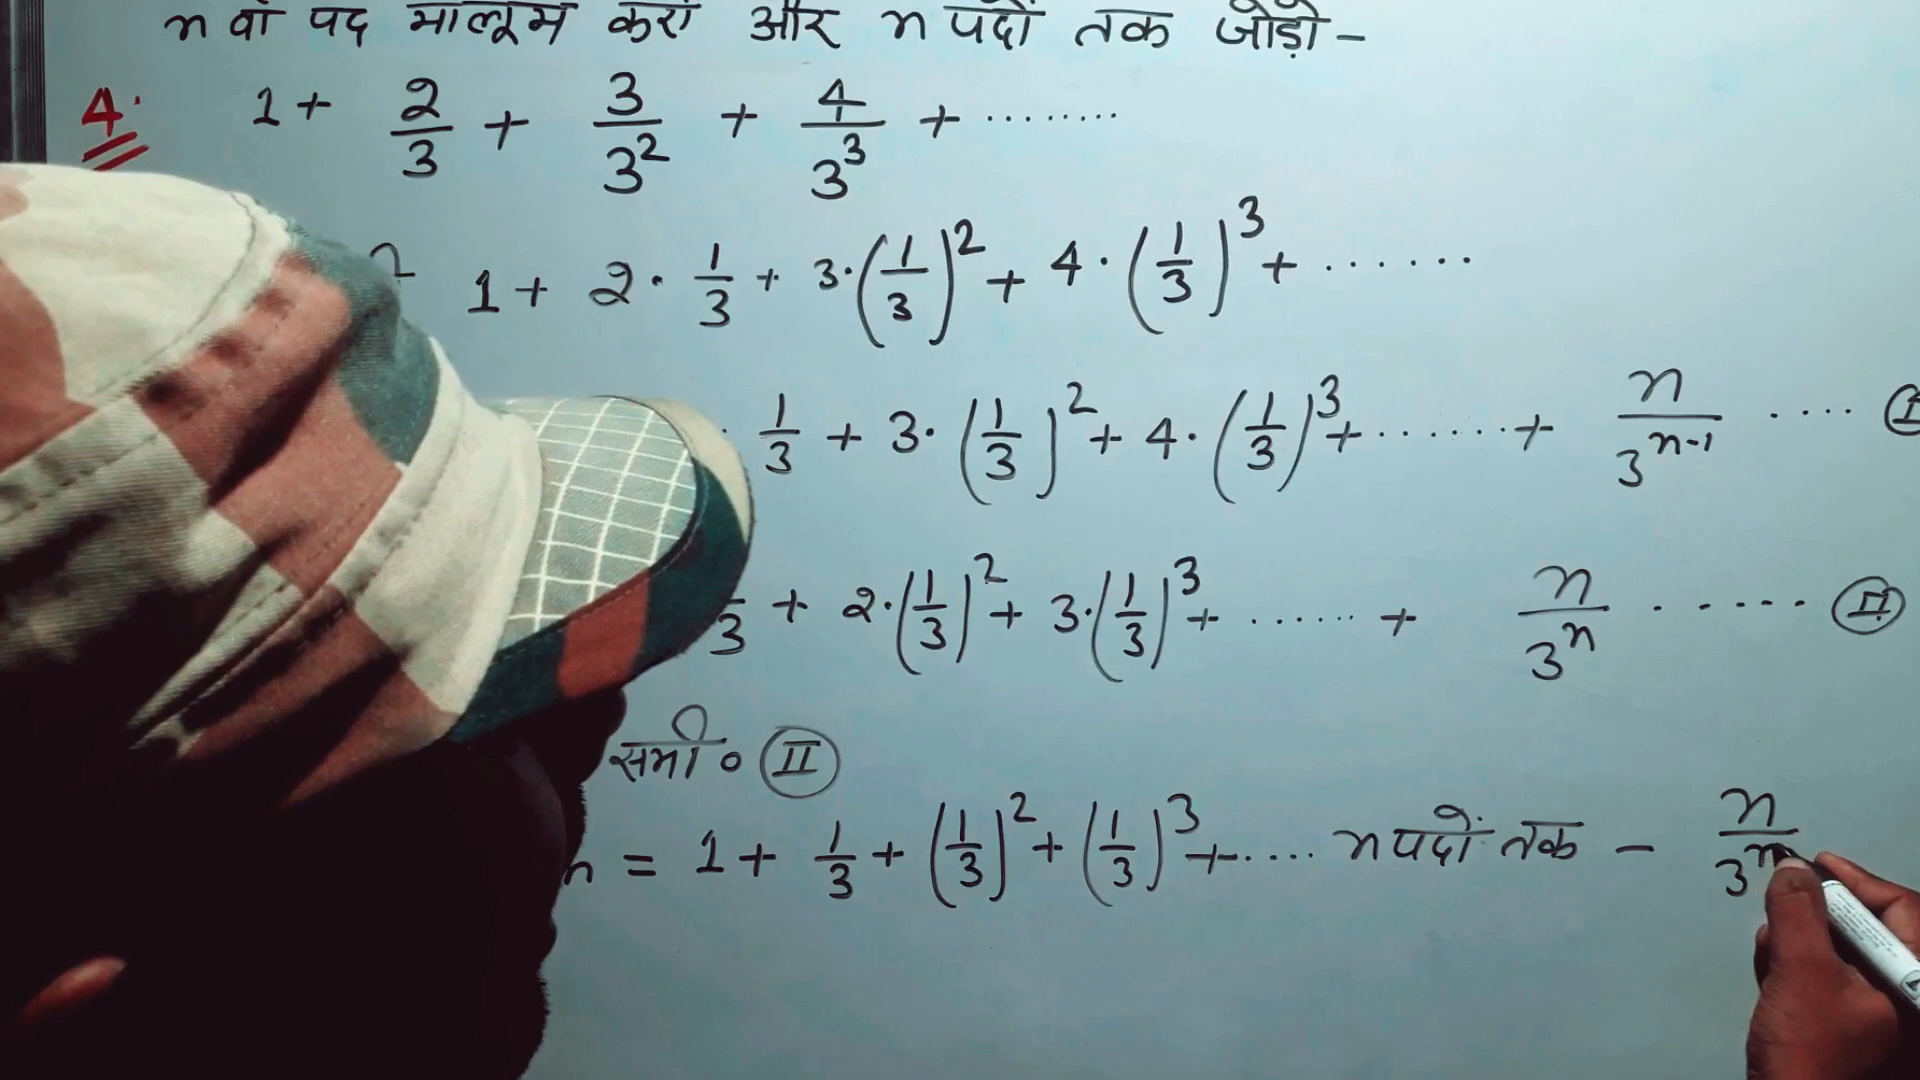 n वाँ पद मालूम करो और n पदों तक जोड़ो -
4. 1 + 2/3 + 3/3² + 4/3³ + ........
1 + 2 · 1/3 + 3·(1/3)² + 4·(1/3)³ + .......
1/3 + 3·(1/3)² + 4·(1/3)³ + ....... + n/3ⁿ⁻¹ ....
3 + 2·(1/3)² + 3·(1/3)³ + ...... + n/3ⁿ ...... II
समी० II
n = 1 + 1/3 + (1/3)² + (1/3)³ + .... n पदों तक - n/3ⁿ